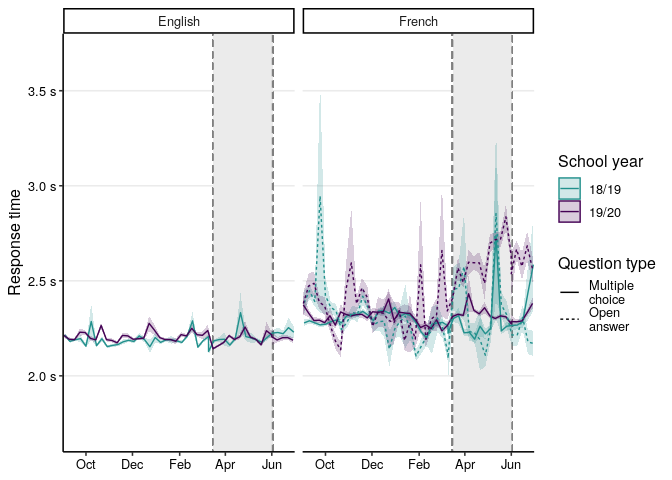 English
French
3.5 s
3.0 s
2.5 s
2.0 s
Response time
Oct
Dec
Feb
Apr
Jun
Oct
Dec
Feb
Apr
Jun
School year
18/19
19/20
Question type
Multiple
choice
Open
answer